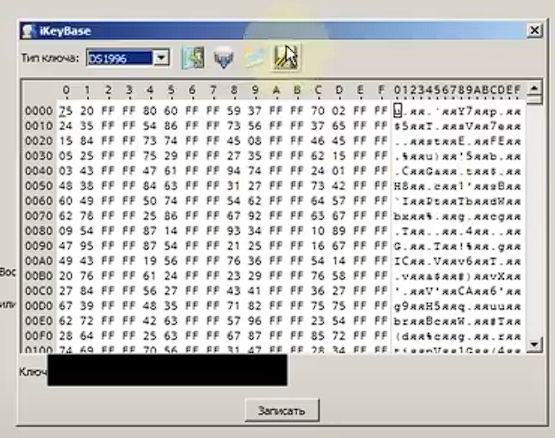 iKeyBase
Тип ключа: DS1996
0 1 2 3 4 5 6 7 8 9 A B C D E F 0123456789ABCDEF
0000 75 20 FF FF 80 60 FF FF 59 37 FF FF 70 02 FF FF u .яя.`яяY7яяp.яя
0010 24 35 FF FF 54 86 FF FF 73 56 FF FF 37 65 FF FF $5яяT.яяsVяя7eяя
0020 15 84 FF FF 73 74 FF FF 45 08 FF FF 46 45 FF FF ..яяstяяE.яяFEяя
0030 05 25 FF FF 75 29 FF FF 27 35 FF FF 62 15 FF FF .%яяu)яя'5яяb.яя
0040 03 43 FF FF 47 61 FF FF 94 74 FF FF 24 01 FF FF .CяяGaяя.tяя$.яя
0050 48 38 FF FF 84 63 FF FF 31 27 FF FF 73 42 FF FF H8яя.cяя1'яяsBяя
0060 60 49 FF FF 50 74 FF FF 54 62 FF FF 64 57 FF FF `IяяPtяяTbяяdWяя
0070 62 78 FF FF 25 86 FF FF 67 92 FF FF 63 67 FF FF bxяя%.яяg.яяcgяя
0080 09 54 FF FF 87 14 FF FF 93 34 FF FF 10 89 FF FF .Tяя..яя.4яя..яя
0090 47 95 FF FF 87 54 FF FF 21 25 FF FF 16 67 FF FF G.яя.Tяя!%яя.gяя
00A0 49 43 FF FF 19 56 FF FF 76 36 FF FF 54 14 FF FF ICяя.Vяяv6яяT.яя
00B0 20 76 FF FF 61 24 FF FF 23 29 FF FF 76 58 FF FF  vяяa$яя#)яяvXяя
00C0 27 84 FF FF 56 27 FF FF 43 41 FF FF 36 27 FF FF '.яяV'яяCAяя6'яя
00D0 67 39 FF FF 48 35 FF FF 71 82 FF FF 75 75 FF FF g9яяH5яяq.яяuuяя
00E0 62 72 FF FF 42 63 FF FF 57 96 FF FF 23 54 FF FF brяяBcяяW.яя#Tяя
00F0 28 64 FF FF 25 63 FF FF 67 87 FF FF 85 72 FF FF (dяя%cяяg.яя.rяя
0100 74 69 FF FF 70 56 FF FF 31 47 FF FF 28 34 FF FF tiяяpVяя1Gяя(4яя
Вос
или
Ключ
Записать